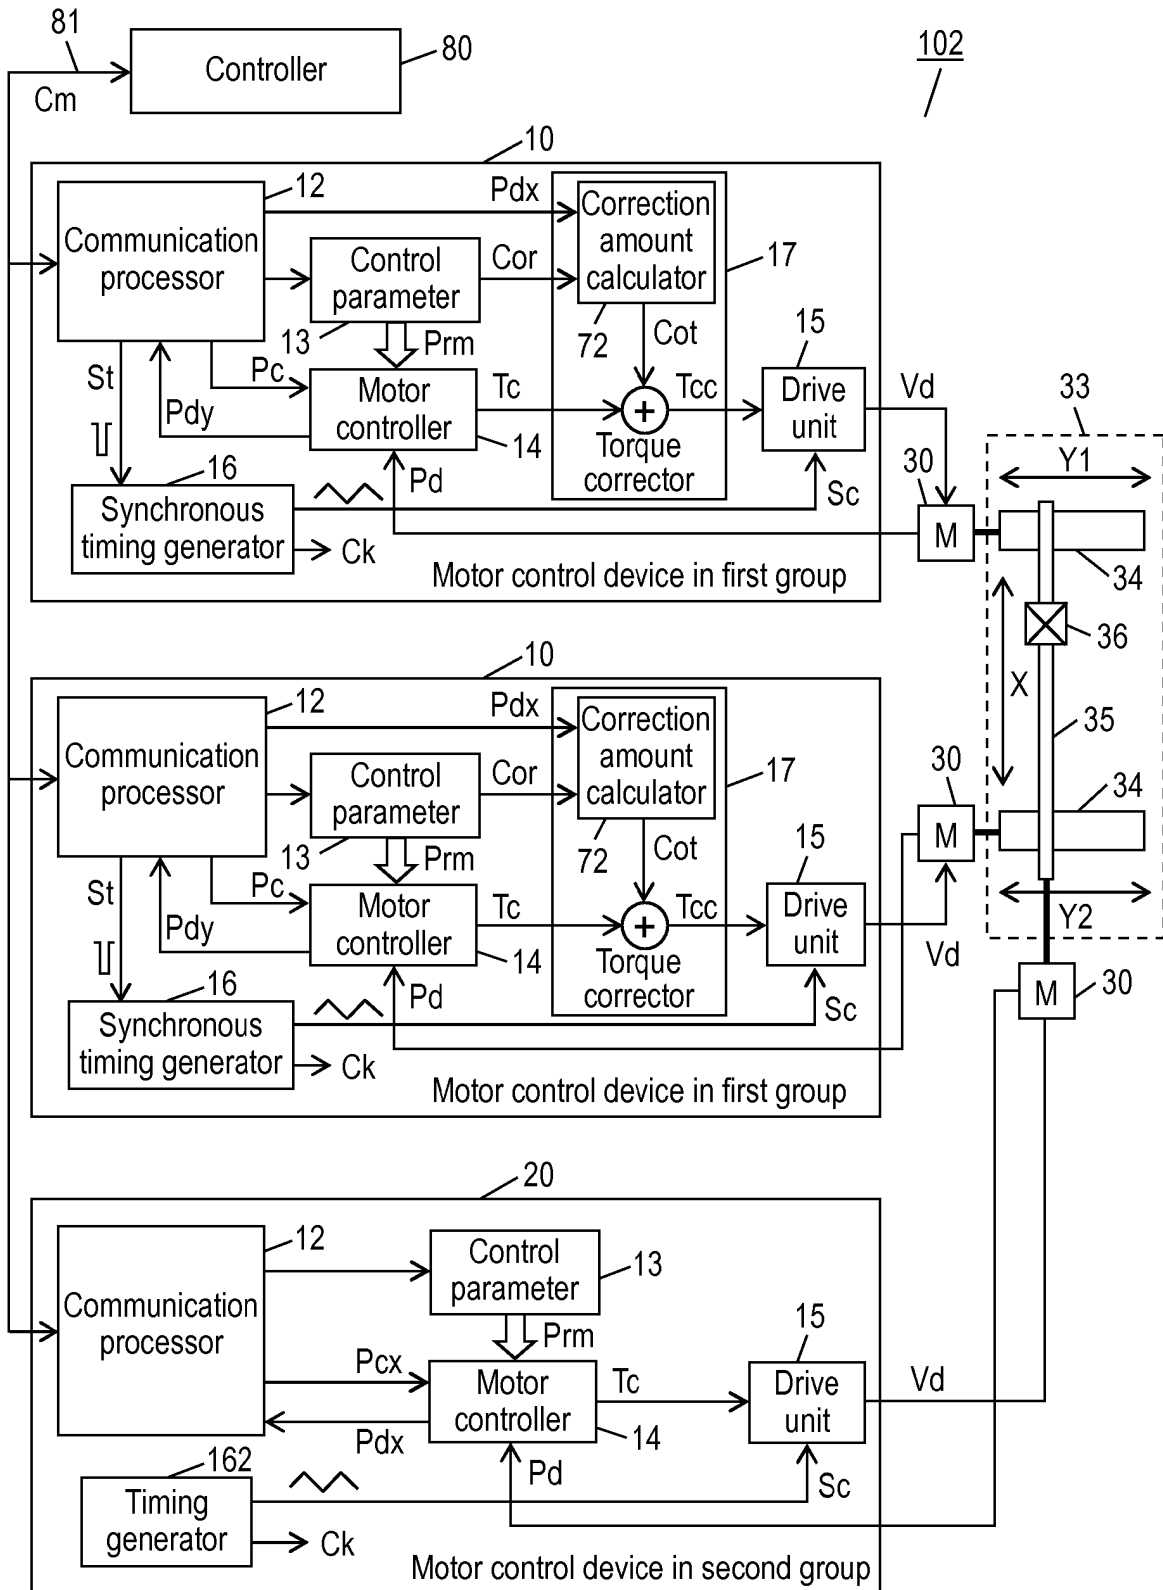 81
Controller
80
102
Cm
10
12
Pdx
Correction
amount
calculator
Communication
processor
Control
parameter
Cor
17
13
Prm
72
Cot
15
St
Pc
Motor
controller
Tc
Tcc
Drive
unit
Vd
33
Pdy
14
Torque
corrector
Y1
16
Pd
30
Synchronous
timing generator
Sc
M
Ck
34
Motor control device in first group
36
10
X
12
Pdx
Correction
amount
calculator
35
Communication
processor
Control
parameter
Cor
17
30
34
13
Prm
72
Cot
15
M
St
Pc
Motor
controller
Tc
Tcc
Drive
unit
Y2
Pdy
14
Torque
corrector
Vd
16
Pd
M
30
Synchronous
timing generator
Sc
Ck
Motor control device in first group
20
12
Control
parameter
13
Communication
processor
Prm
15
Pcx
Motor
controller
Tc
Drive
unit
Vd
Pdx
14
162
Pd
Sc
Timing
generator
Ck
Motor control device in second group